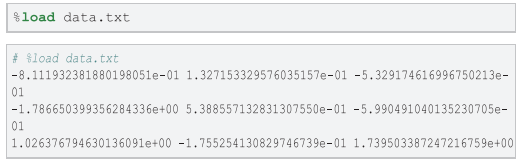 %load data.txt
# %load data.txt
-8.111932381880198051e-01 1.327153329576035157e-01 -5.329174616996750213e-
01
-1.786650399356284336e+00 5.388557132831307550e-01 -5.990491040135230705e-
01
1.026376794630136091e+00 -1.755254130829746739e-01 1.739503387247216759e+00